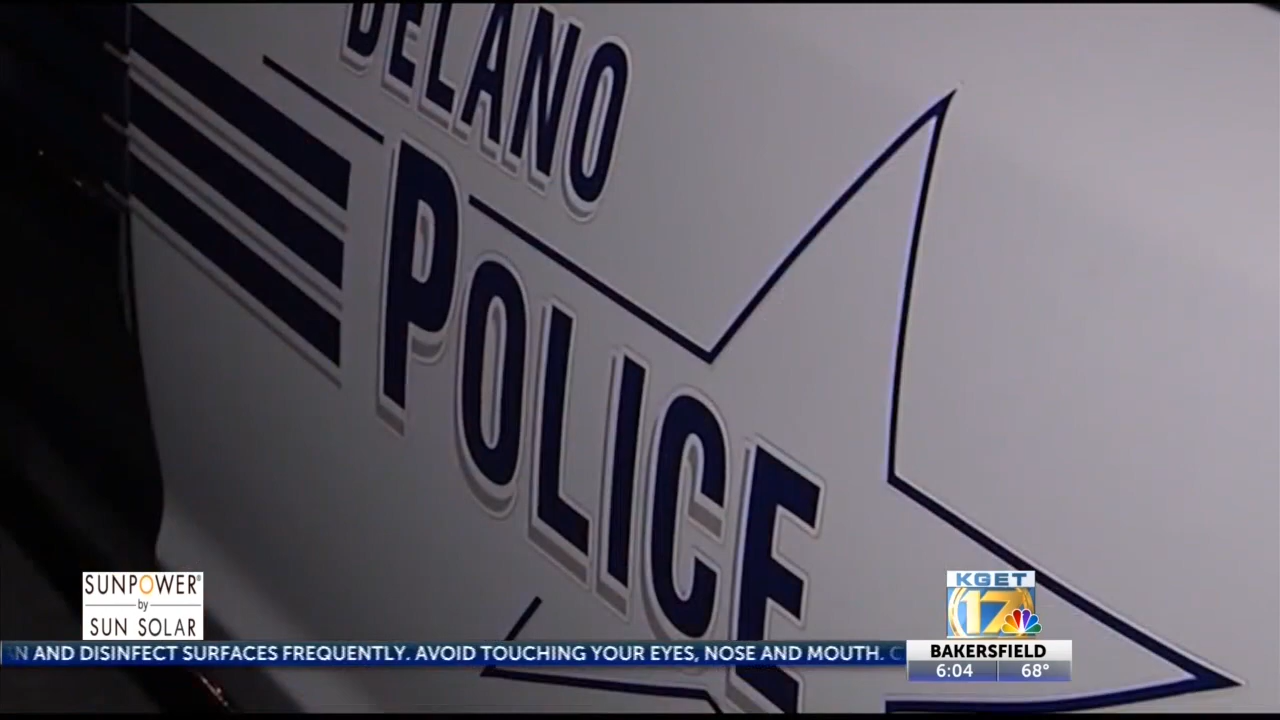 DELANO
POLICE
SUNPOWER®
by
SUN SOLAR
KGET
17
AND DISINFECT SURFACES FREQUENTLY. AVOID TOUCHING YOUR EYES, NOSE AND MOUTH.
BAKERSFIELD
6:04 68°